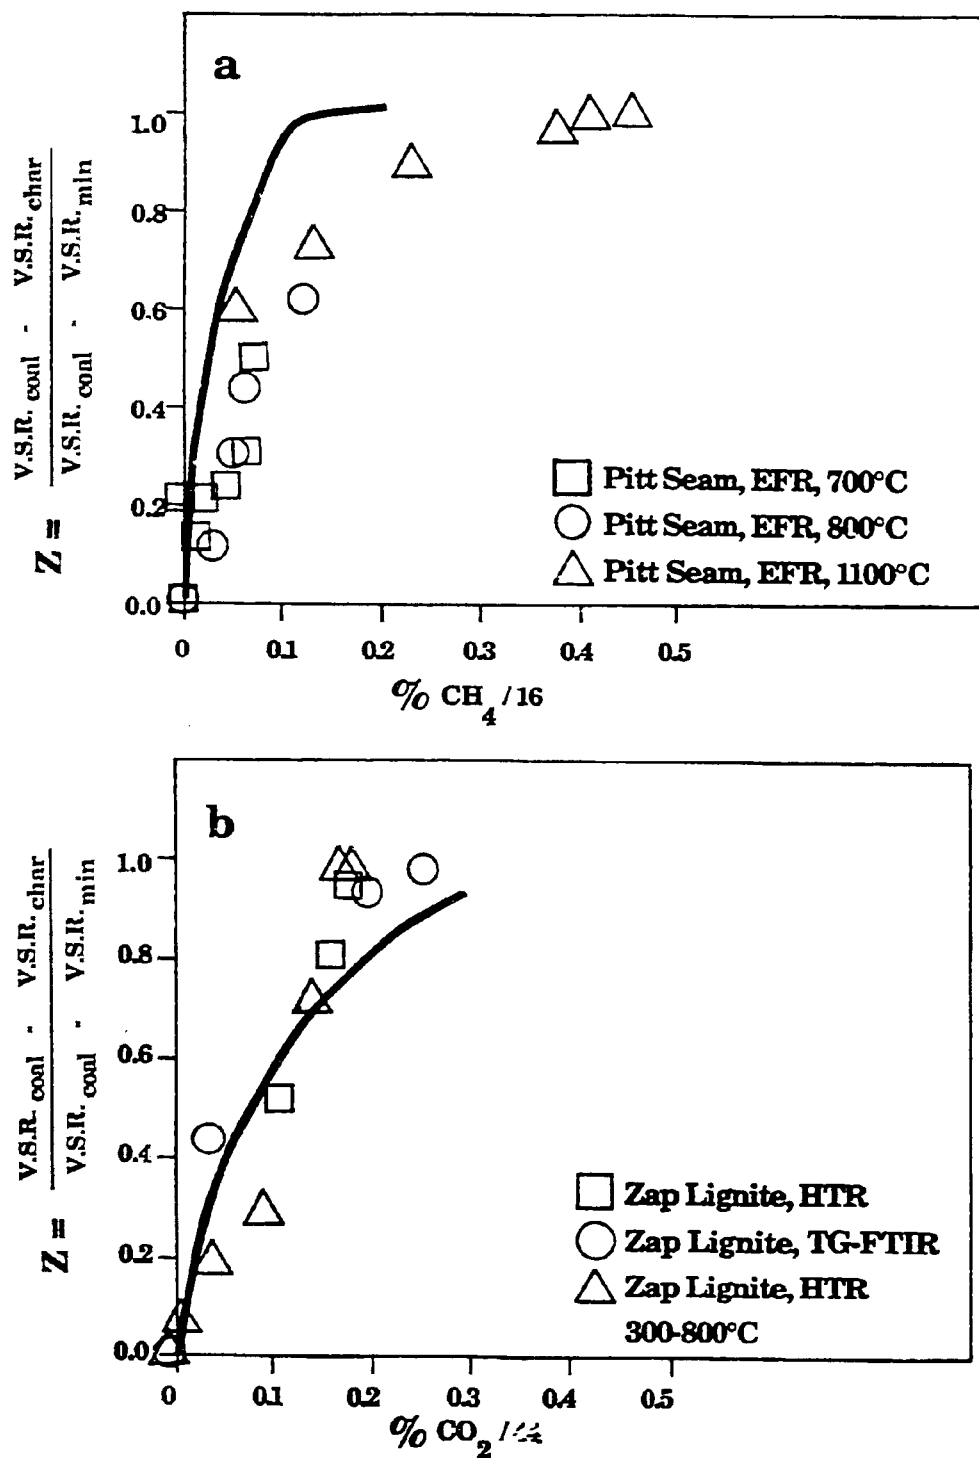 a
Z = V.S.R. coal - V.S.R. char
V.S.R. coal - V.S.R. min
1.0
0.8
0.6
0.4
0.2
0.0
0 0.1 0.2 0.3 0.4 0.5
% CH4 / 16
Pitt Seam, EFR, 700°C
Pitt Seam, EFR, 800°C
Pitt Seam, EFR, 1100°C
b
Z = V.S.R. coal - V.S.R. char
V.S.R. coal - V.S.R. min
1.0
0.8
0.6
0.4
0.2
0.0
0 0.1 0.2 0.3 0.4 0.5
% CO2 /
Zap Lignite, HTR
Zap Lignite, TG-FTIR
Zap Lignite, HTR
300-800°C